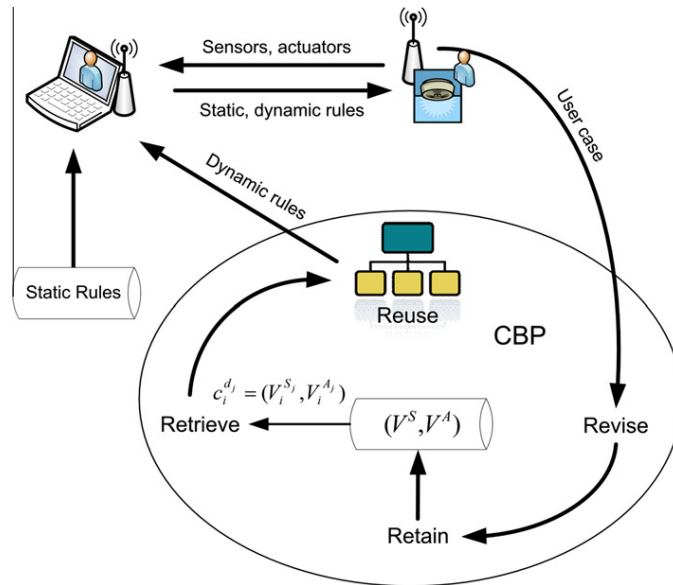 Sensors, actuators
Static, dynamic rules
User case
Dynamic rules
Static Rules
Reuse
CBP
c_i^{d_j} = (V_i^{S_j}, V_i^{A_j})
Retrieve
(V^S, V^A)
Revise
Retain